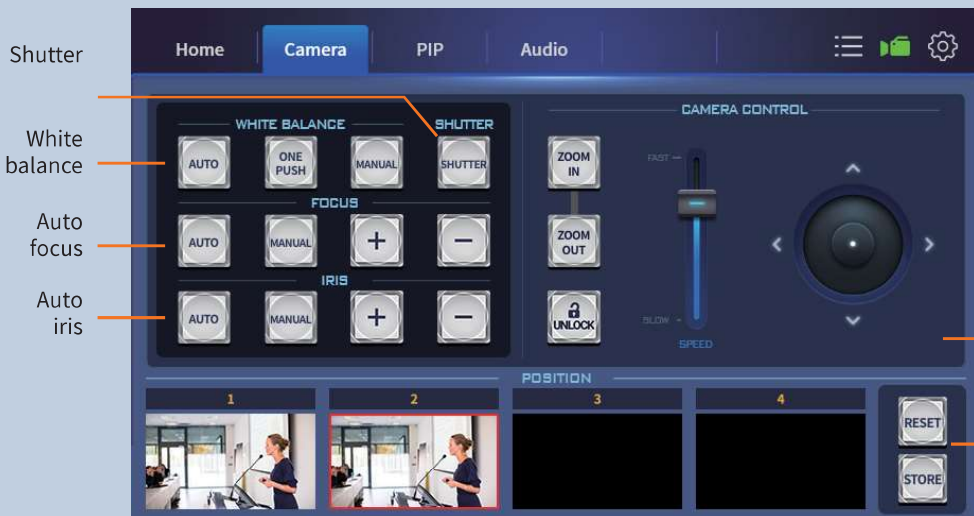 Shutter
White
balance
Auto
focus
Auto
iris
Home Camera PIP Audio
WHITE BALANCE SHUTTER
AUTO ONE PUSH MANUAL SHUTTER
FOCUS
AUTO MANUAL + −
IRIS
AUTO MANUAL + −
CAMERA CONTROL
ZOOM IN
ZOOM OUT
UNLOCK
FAST
SLOW
SPEED
POSITION
1 2 3 4
RESET
STORE